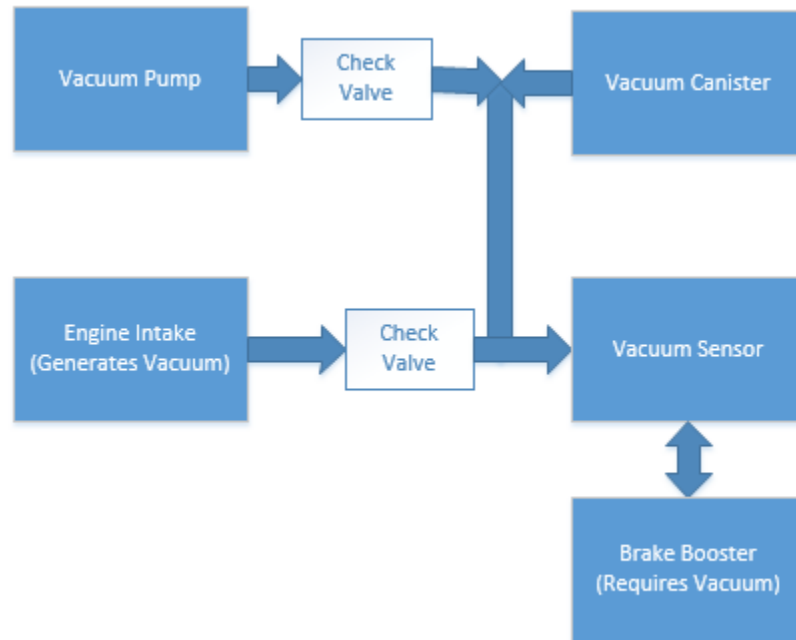 Vacuum Pump
Check
Valve
Vacuum Canister
Engine Intake
(Generates Vacuum)
Check
Valve
Vacuum Sensor
Brake Booster
(Requires Vacuum)